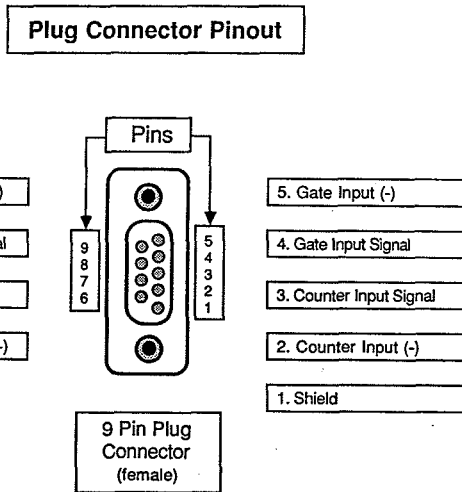 Plug Connector Pinout
Pins
)
al
-)
9
8
7
6
5
4
3
2
1
5. Gate Input (-)
4. Gate Input Signal
3. Counter Input Signal
2. Counter Input (-)
1. Shield
9 Pin Plug
Connector
(female)